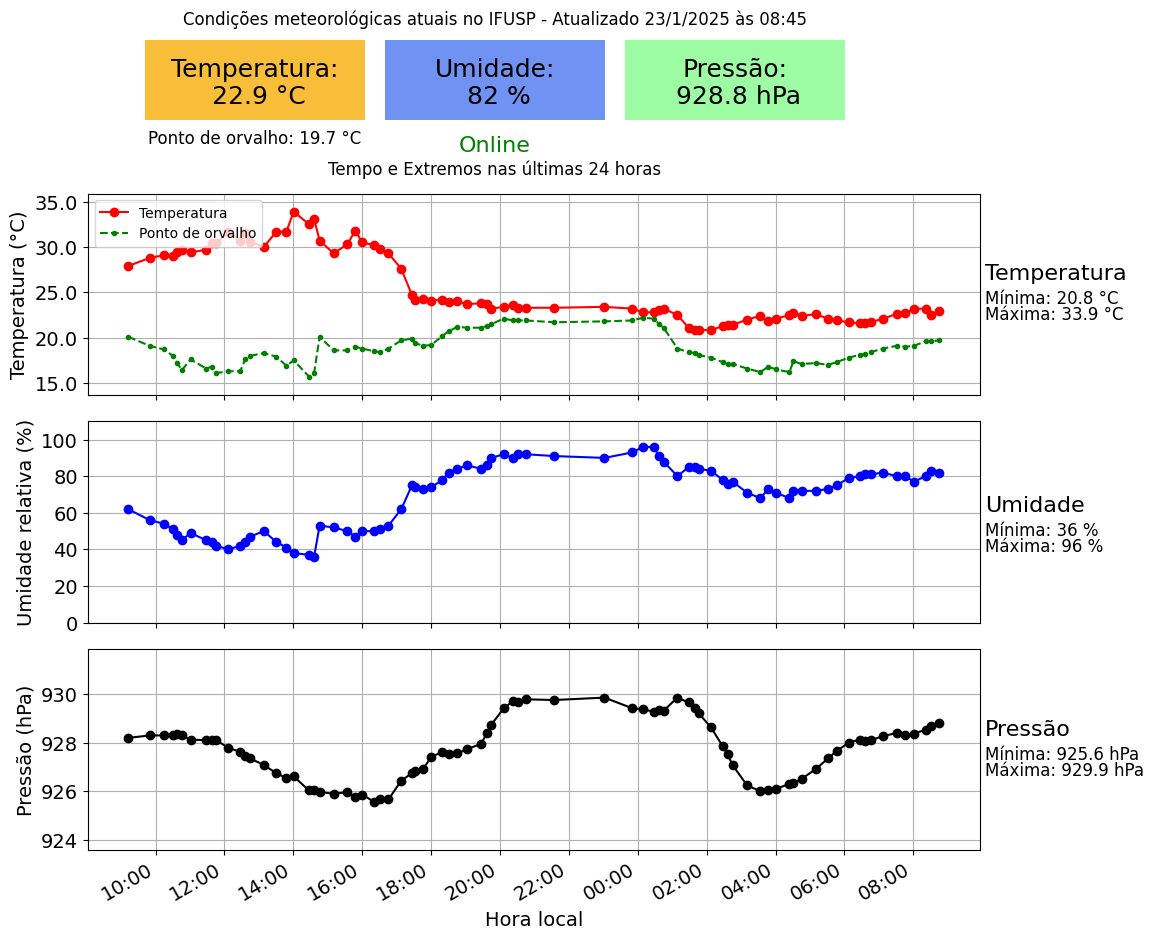 Condições meteorológicas atuais no IFUSP - Atualizado 23/1/2025 às 08:45
Temperatura:
22.9 °C
Umidade:
82 %
Pressão:
928.8 hPa
Ponto de orvalho: 19.7 °C
Online
Tempo e Extremos nas últimas 24 horas
Temperatura (°C)
35.0
30.0
25.0
20.0
15.0
Temperatura
Ponto de orvalho
Temperatura
Mínima: 20.8 °C
Máxima: 33.9 °C
Umidade relativa (%)
100
80
60
40
20
0
Umidade
Mínima: 36 %
Máxima: 96 %
Pressão (hPa)
930
928
926
924
Pressão
Mínima: 925.6 hPa
Máxima: 929.9 hPa
10:00 12:00 14:00 16:00 18:00 20:00 22:00 00:00 02:00 04:00 06:00 08:00
Hora local